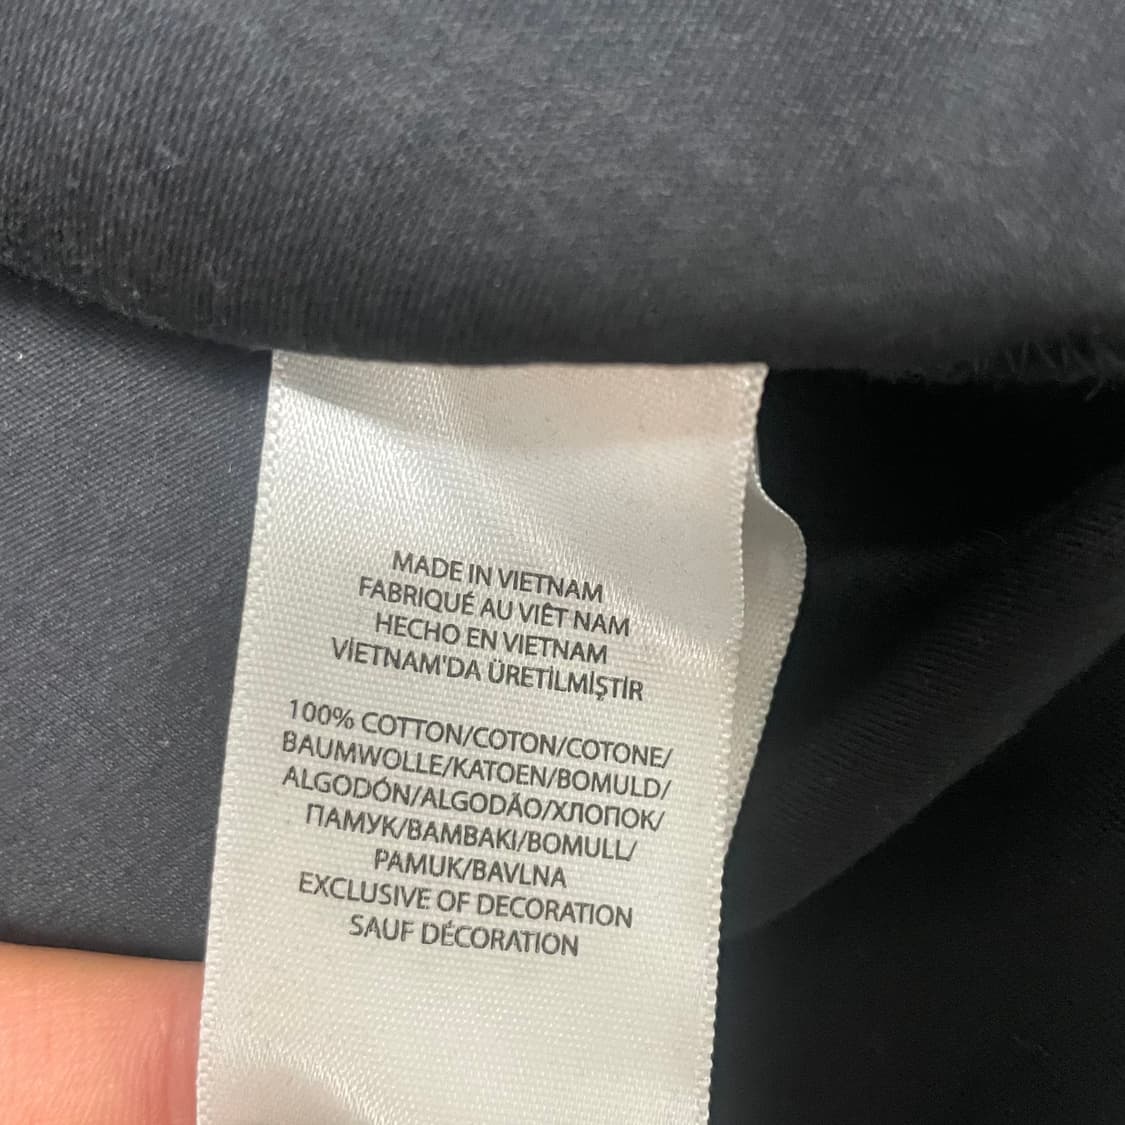 MADE IN VIETNAM
FABRIQUÉ AU VIÊT NAM
HECHO EN VIETNAM
VİETNAM'DA ÜRETİLMİŞTİR
100% COTTON/COTON/COTONE/
BAUMWOLLE/KATOEN/BOMULD/
ALGODÓN/ALGODÃO/ХЛОПОК/
ПАМУК/BAMBAKI/BOMULL/
PAMUK/BAVLNA
EXCLUSIVE OF DECORATION
SAUF DÉCORATION